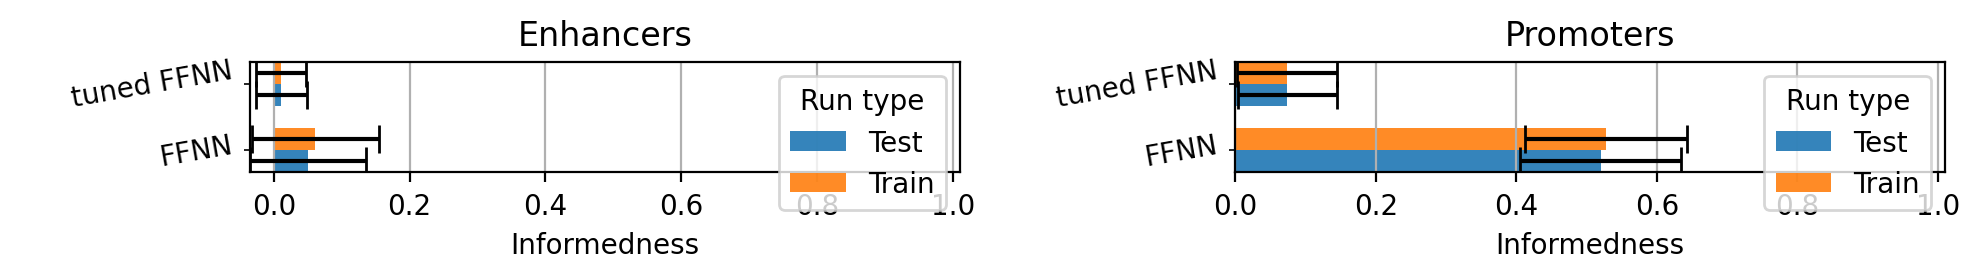 Enhancers
tuned FFNN
FFNN
Run type
Test
Train
0.0 0.2 0.4 0.6 0.8 1.0
Informedness
Promoters
tuned FFNN
FFNN
Run type
Test
Train
0.0 0.2 0.4 0.6 0.8 1.0
Informedness